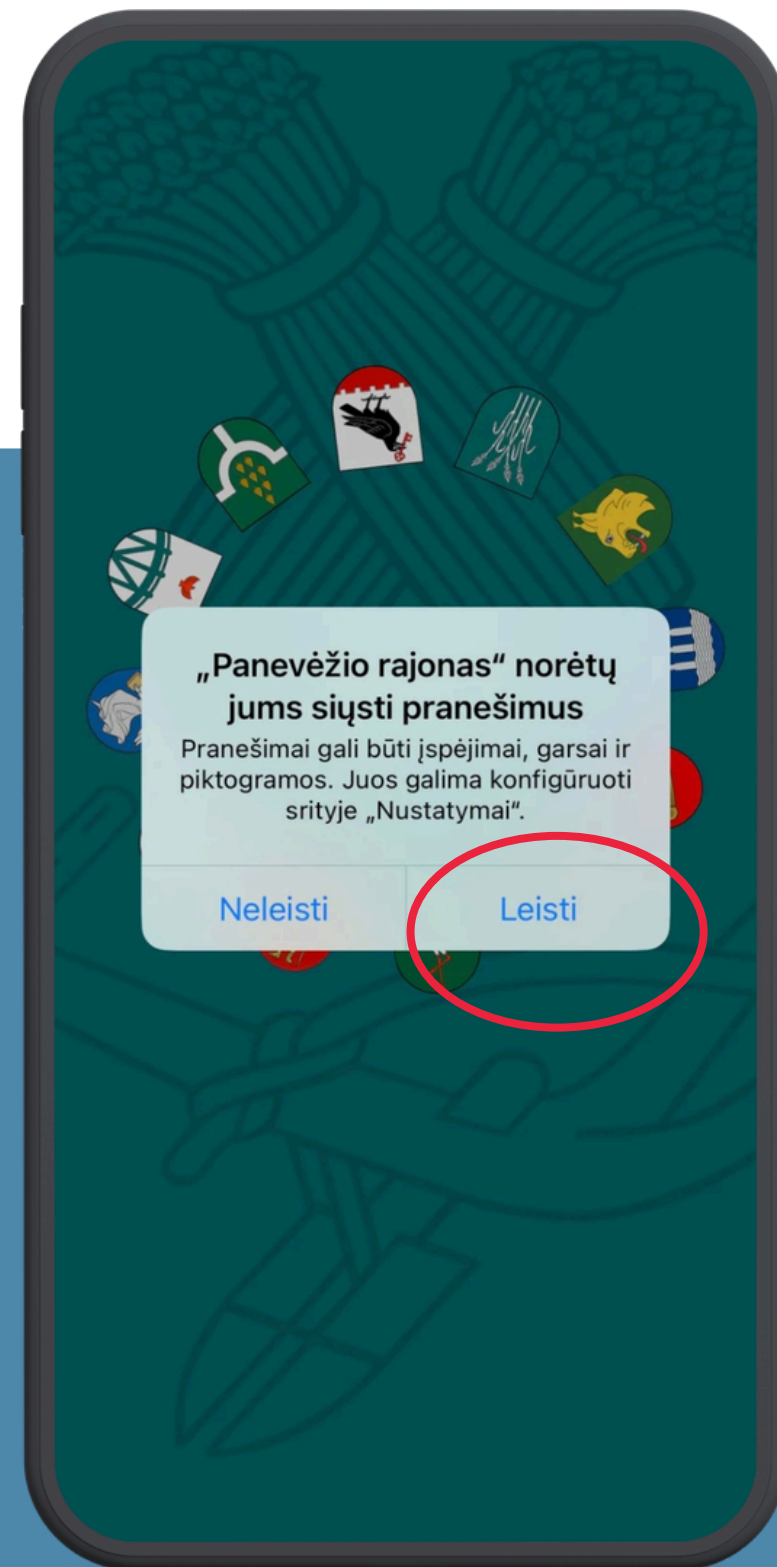 „Panevėžio rajonas“ norėtų
jums siųsti pranešimus
Pranešimai gali būti įspėjimai, garsai ir
piktogramos. Juos galima konfigūruoti
srityje „Nustatymai“.
Neleisti
Leisti